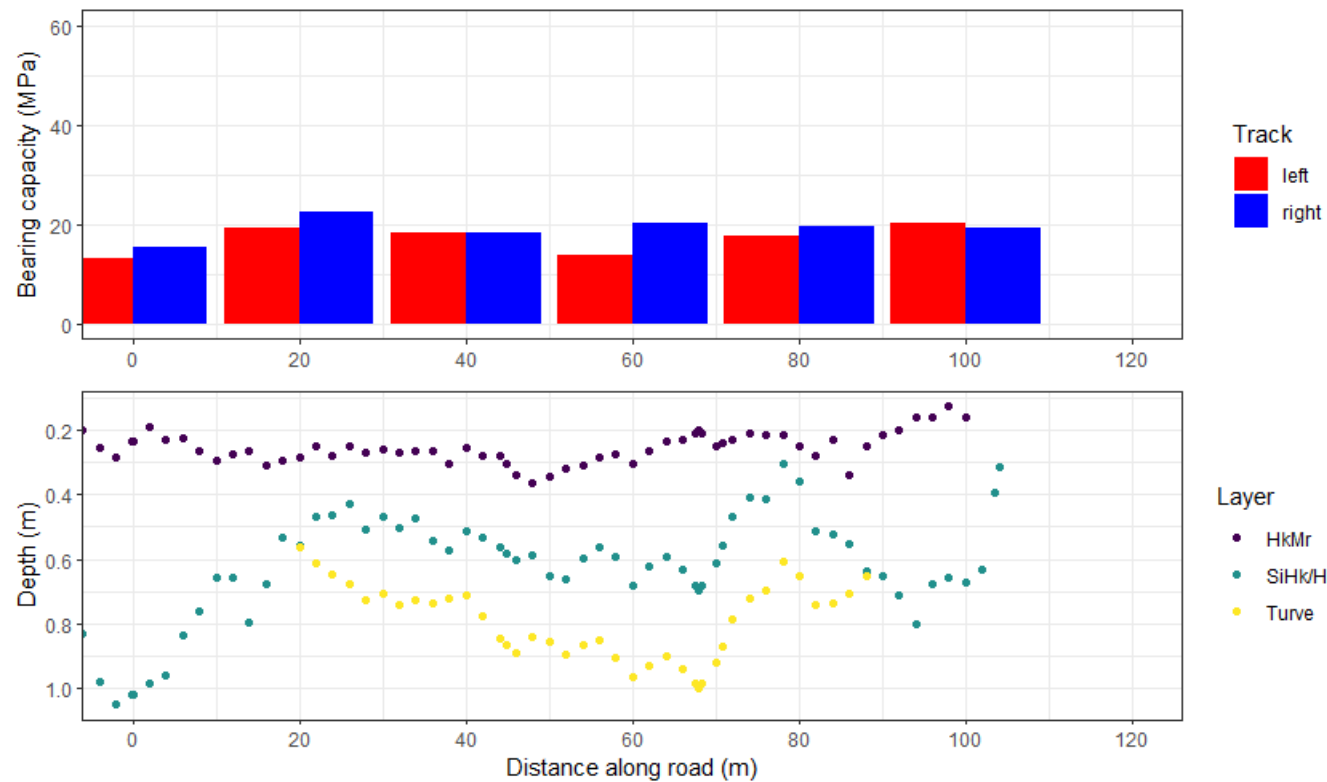 Bearing capacity (MPa)
60
40
20
0
0 20 40 60 80 100 120
Track
left
right
Depth (m)
0.2
0.4
0.6
0.8
1.0
0 20 40 60 80 100 120
Distance along road (m)
Layer
HkMr
SiHk/H
Turve